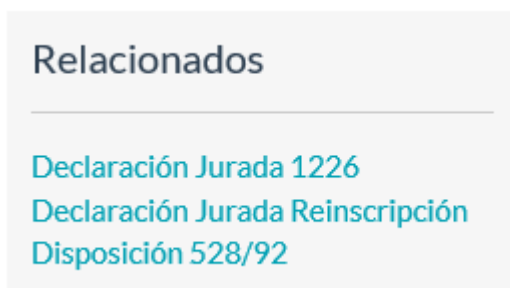 Relacionados
Declaración Jurada 1226
Declaración Jurada Reinscripción
Disposición 528/92